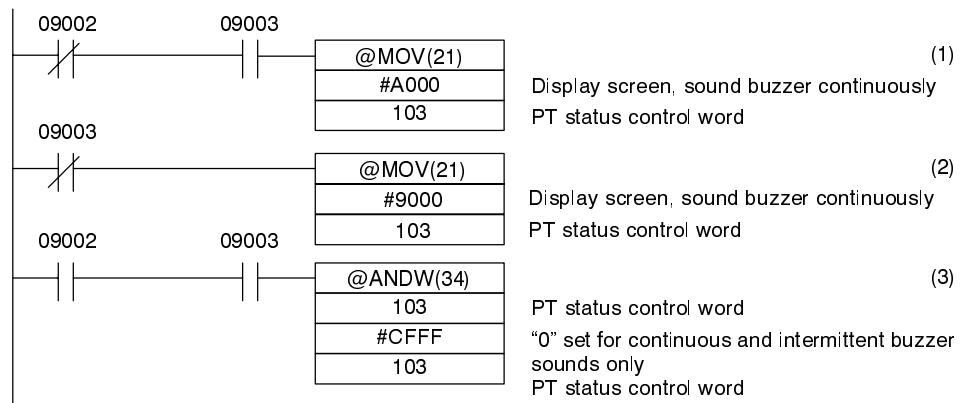 09002 09003
@MOV(21) (1)
#A000 Display screen, sound buzzer continuously
103 PT status control word
09003
@MOV(21) (2)
#9000 Display screen, sound buzzer continuously
103 PT status control word
09002 09003
@ANDW(34) (3)
103 PT status control word
#CFFF “0” set for continuous and intermittent buzzer
sounds only
103 PT status control word